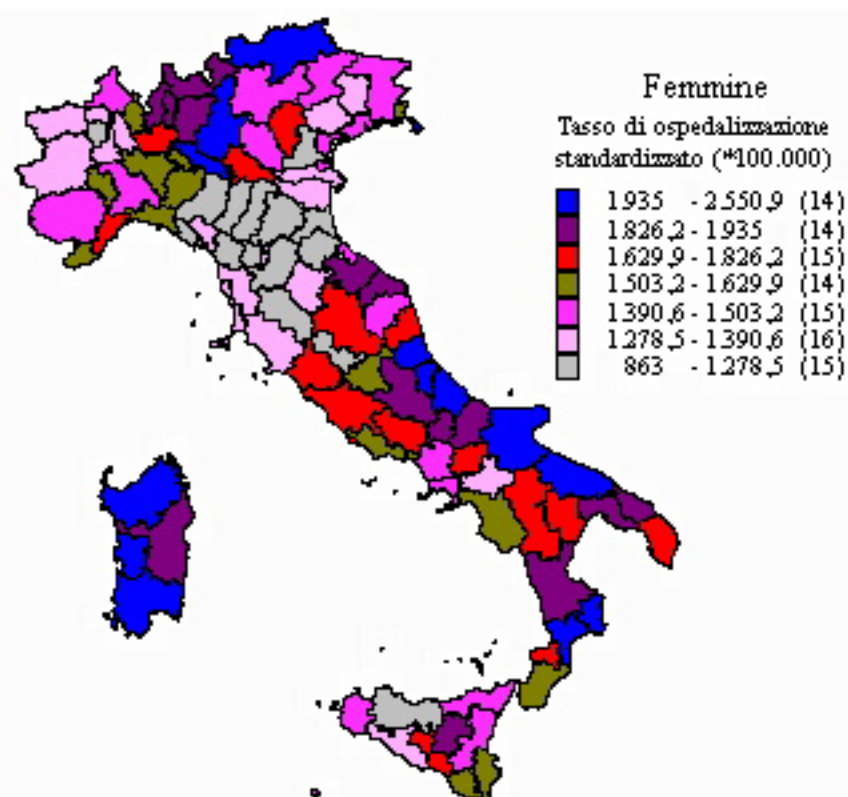 Femmine
Tasso di ospedalizzazione
standardizzato (*100.000)
1.935 - 2.550,9 (14)
1.826,2 - 1.935 (14)
1.629,9 - 1.826,2 (15)
1.503,2 - 1.629,9 (14)
1.390,6 - 1.503,2 (15)
1.278,5 - 1.390,6 (16)
863 - 1.278,5 (15)